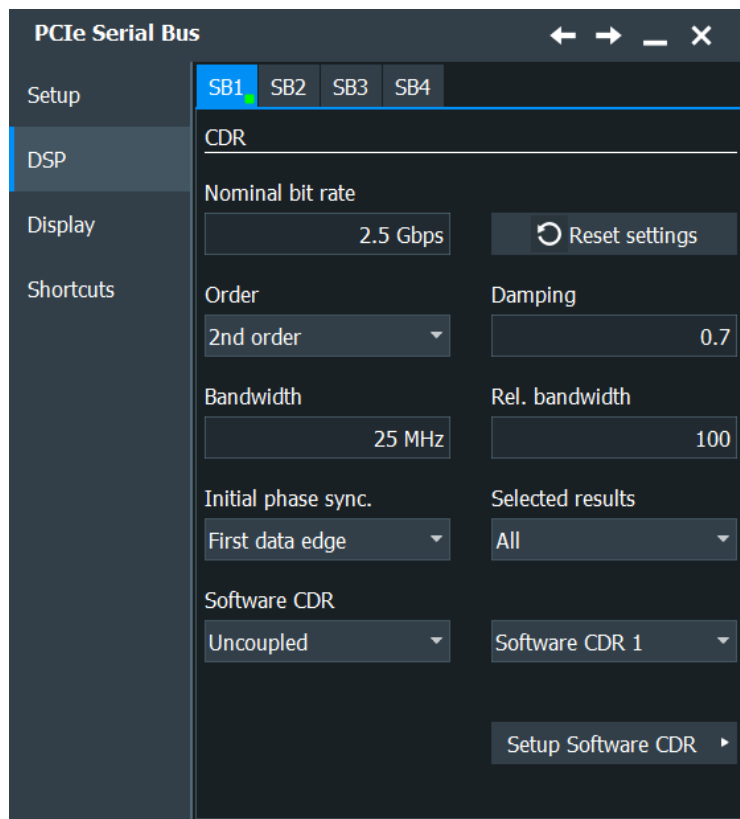 PCIe Serial Bus
Setup
DSP
Display
Shortcuts
SB1 SB2 SB3 SB4
CDR
Nominal bit rate
2.5 Gbps Reset settings
Order Damping
2nd order 0.7
Bandwidth Rel. bandwidth
25 MHz 100
Initial phase sync. Selected results
First data edge All
Software CDR
Uncoupled Software CDR 1
Setup Software CDR